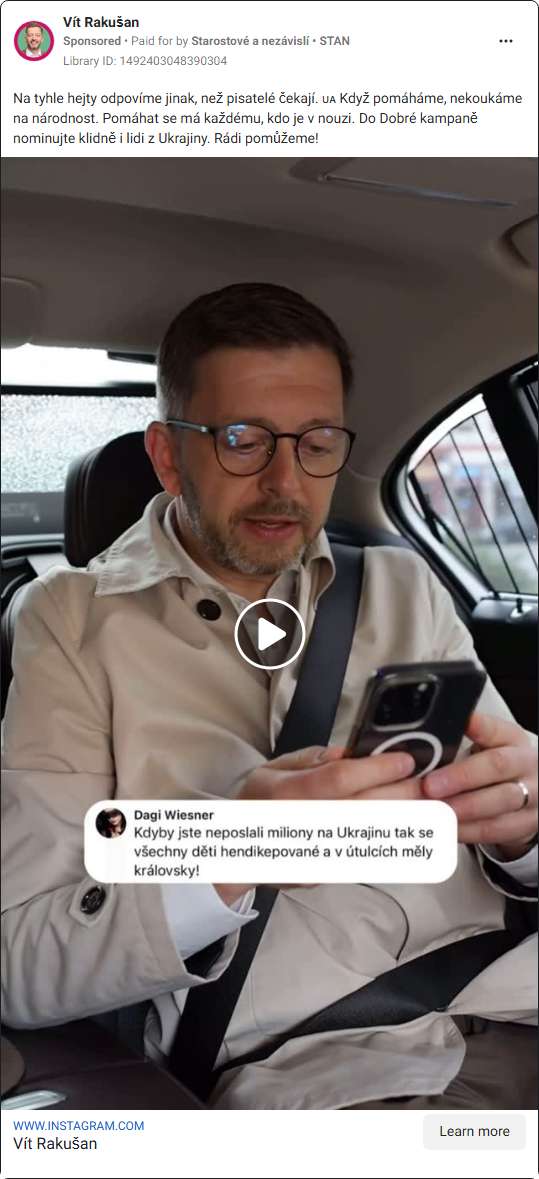 Vít Rakušan
Sponsored • Paid for by Starostové a nezávislí • STAN
Library ID: 1492403048390304
Na tyhle hejty odpovíme jinak, než pisatelé čekají. 🇺🇦 Když pomáháme, nekoukáme
na národnost. Pomáhat se má každému, kdo je v nouzi. Do Dobré kampaně
nominujte klidně i lidi z Ukrajiny. Rádi pomůžeme!
Dagi Wiesner
Kdyby jste neposlali miliony na Ukrajinu tak se
všechny děti hendikepované a v útulcích měly
královsky!
WWW.INSTAGRAM.COM
Vít Rakušan
Learn more